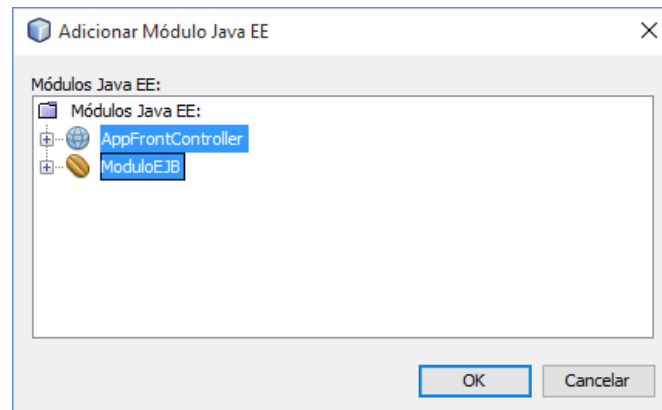 Adicionar Módulo Java EE
Módulos Java EE:
Módulos Java EE:
AppFrontController
ModuloEJB
OK Cancelar